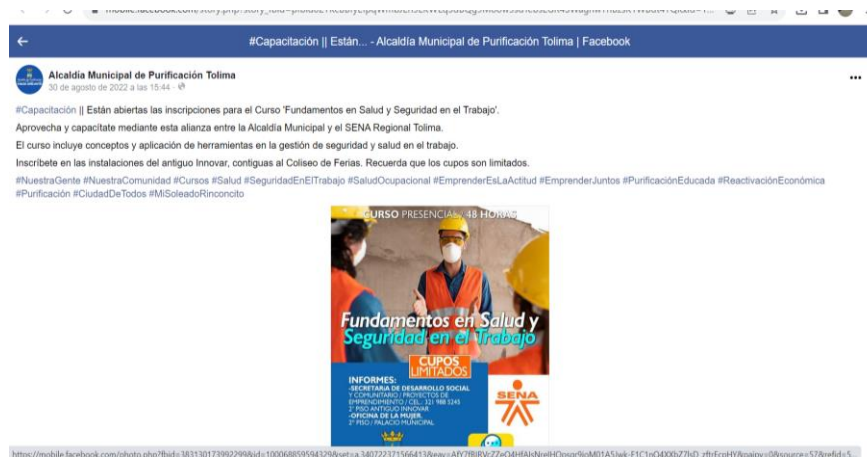 #Capacitación || Están... - Alcaldía Municipal de Purificación Tolima | Facebook
Alcaldía Municipal de Purificación Tolima
30 de agosto de 2022 a las 15:44
#Capacitación || Están abiertas las inscripciones para el Curso 'Fundamentos en Salud y Seguridad en el Trabajo'.
Aprovecha y capacítate mediante esta alianza entre la Alcaldía Municipal y el SENA Regional Tolima.
El curso incluye conceptos y aplicación de herramientas en la gestión de seguridad y salud en el trabajo.
Inscríbete en las instalaciones del antiguo Innovar, contiguas al Coliseo de Ferias. Recuerda que los cupos son limitados.
#NuestraGente #NuestraComunidad #Cursos #Salud #SeguridadEnElTrabajo #SaludOcupacional #EmprenderEsLaActitud #EmprenderJuntos #PurificaciónEducada #ReactivaciónEconómica
#Purificación #CiudadDeTodos #MiSoleadoRinconcito
CURSO PRESENCIAL / 48 HORAS
Fundamentos en Salud y
Seguridad en el Trabajo
CUPOS
LIMITADOS
INFORMES:
-SECRETARIA DE DESARROLLO SOCIAL
Y COMUNITARIO / PROYECTOS DE
EMPRENDIMIENTO / CEL.: 321 988 3245
2° PISO ANTIGUO INNOVAR
-OFICINA DE LA MUJER.
2° PISO / PALACIO MUNICIPAL
SENA